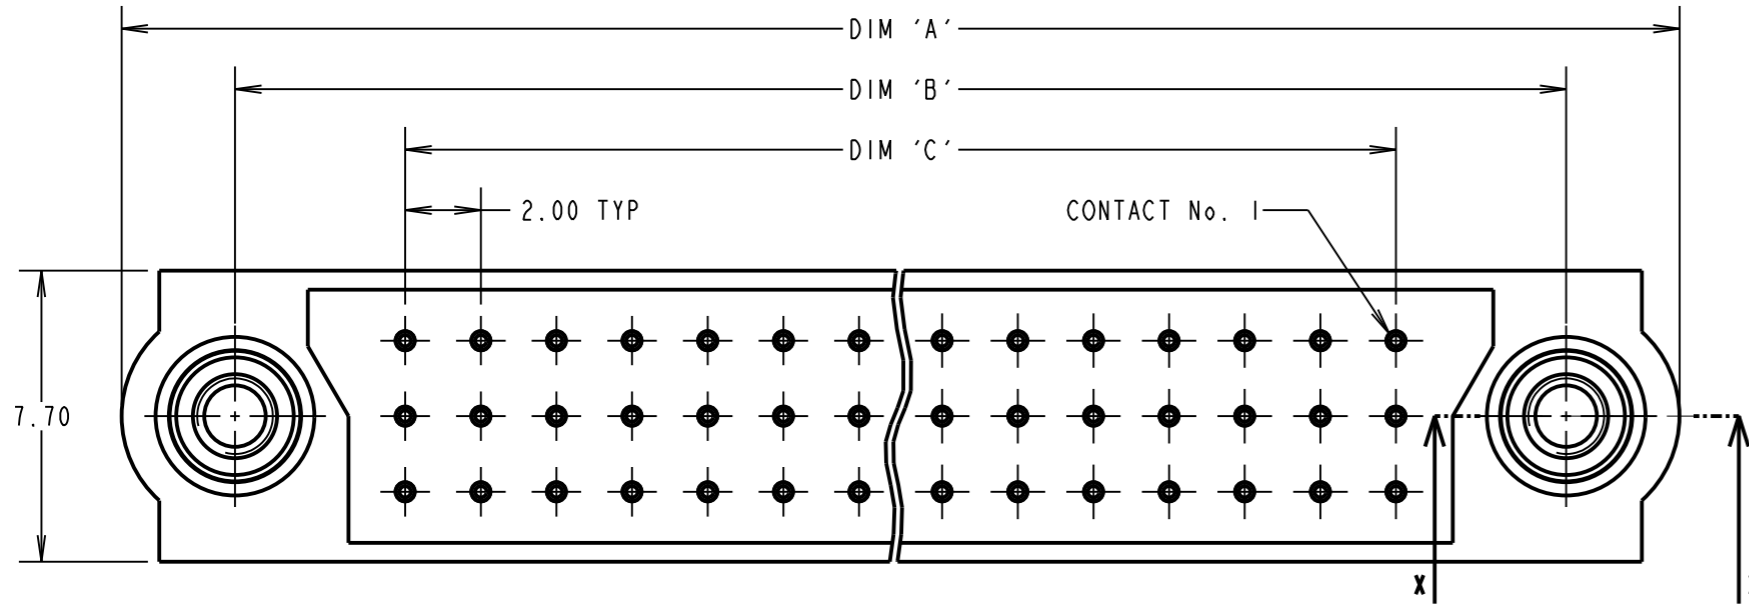 DIM 'A'
DIM 'B'
DIM 'C'
2.00 TYP
CONTACT No. 1
7.70
X